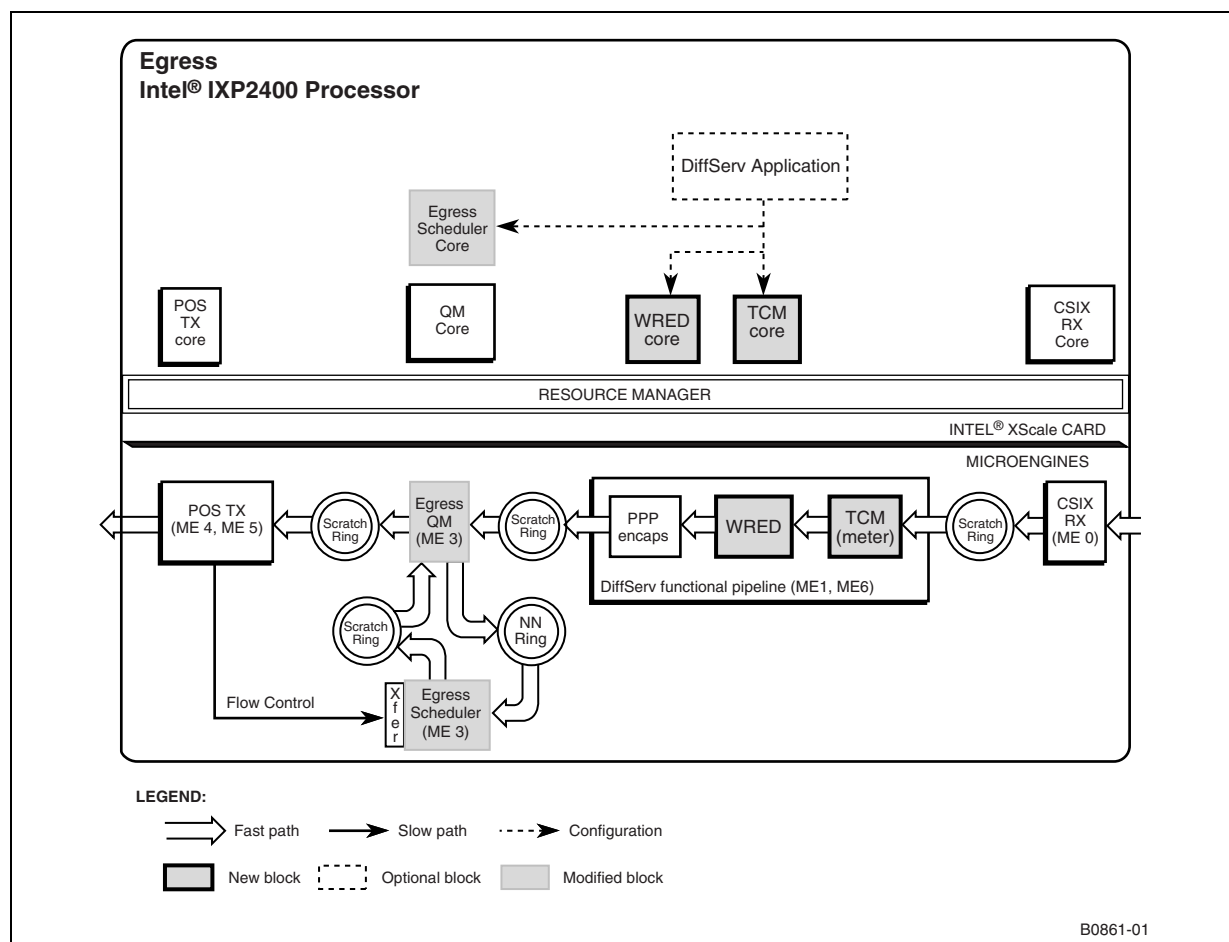 Egress
Intel® IXP2400 Processor
DiffServ Application
Egress
Scheduler
Core
POS
TX
core
QM
Core
WRED
core
TCM
core
CSIX
RX
Core
RESOURCE MANAGER
INTEL® XScale CARD
MICROENGINES
POS TX
(ME 4, ME 5)
Scratch
Ring
Egress
QM
(ME 3)
Scratch
Ring
PPP
encaps
WRED
TCM
(meter)
Scratch
Ring
CSIX
RX
(ME 0)
DiffServ functional pipeline (ME1, ME6)
Scratch
Ring
NN
Ring
Flow Control
Xfer
Egress
Scheduler
(ME 3)
LEGEND:
Fast path
Slow path
Configuration
New block
Optional block
Modified block
B0861-01